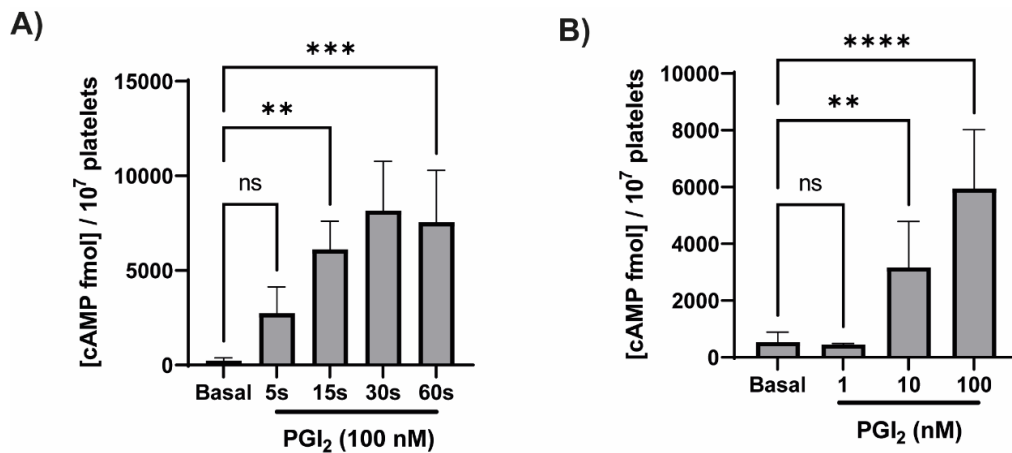 A)
[cAMP fmol] / 10⁷ platelets
15000
10000
5000
0
***
**
ns
Basal 5s 15s 30s 60s
PGI₂ (100 nM)
B)
[cAMP fmol] / 10⁷ platelets
10000
8000
6000
4000
2000
0
****
**
ns
Basal 1 10 100
PGI₂ (nM)